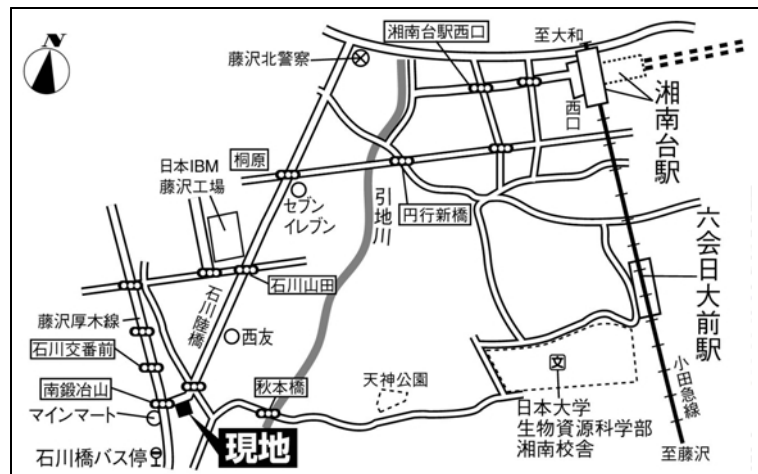 N
藤沢北警察
湘南台駅西口
至大和
西口
湘南台駅
日本IBM
藤沢工場
桐原
セブン
イレブン
引地川
円行新橋
六会日大前駅
石川山田
石川陸橋
藤沢厚木線
石川交番前
西友
南鍛冶山
マインマート
秋本橋
天神公園
文
小田急線
日本大学
生物資源科学部
湘南校舎
石川橋バス停
現地
至藤沢